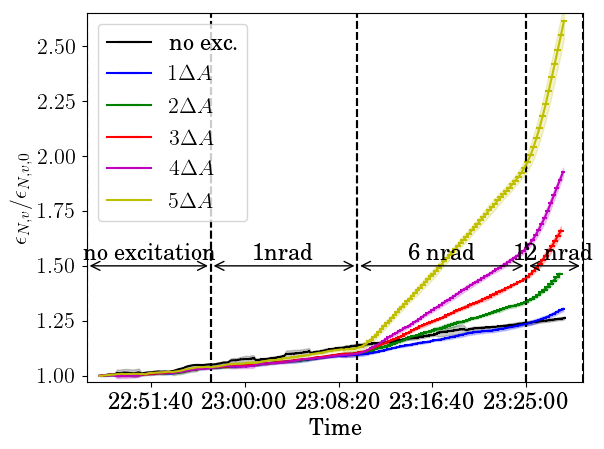 no exc.
1ΔA
2ΔA
3ΔA
4ΔA
5ΔA
ϵN,v/ϵN,v,0
2.50
2.25
2.00
1.75
1.50
1.25
1.00
no excitation
1nrad
6 nrad
12 nrad
22:51:40 23:00:00 23:08:20 23:16:40 23:25:00
Time